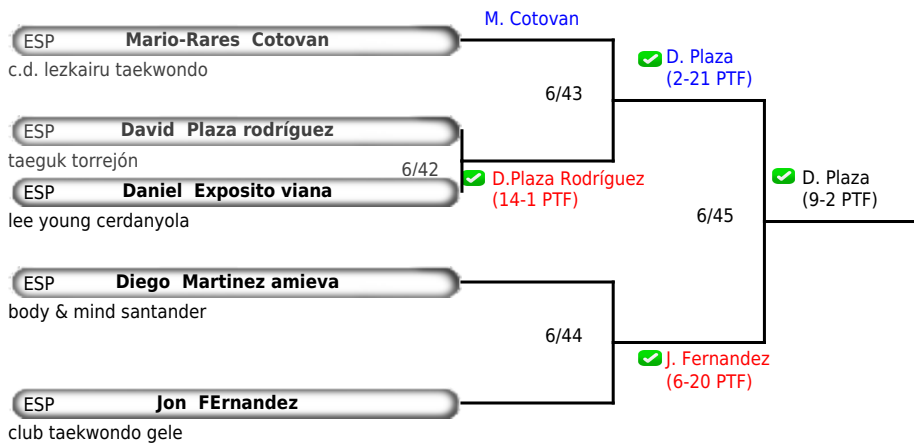 M. Cotovan
ESP Mario-Rares Cotovan
c.d. lezkairu taekwondo
D. Plaza
(2-21 PTF)
6/43
ESP David Plaza rodríguez
taeguk torrejón
6/42
D.Plaza Rodríguez
(14-1 PTF)
ESP Daniel Exposito viana
lee young cerdanyola
D. Plaza
(9-2 PTF)
6/45
ESP Diego Martinez amieva
body & mind santander
6/44
J. Fernandez
(6-20 PTF)
ESP Jon FErnandez
club taekwondo gele